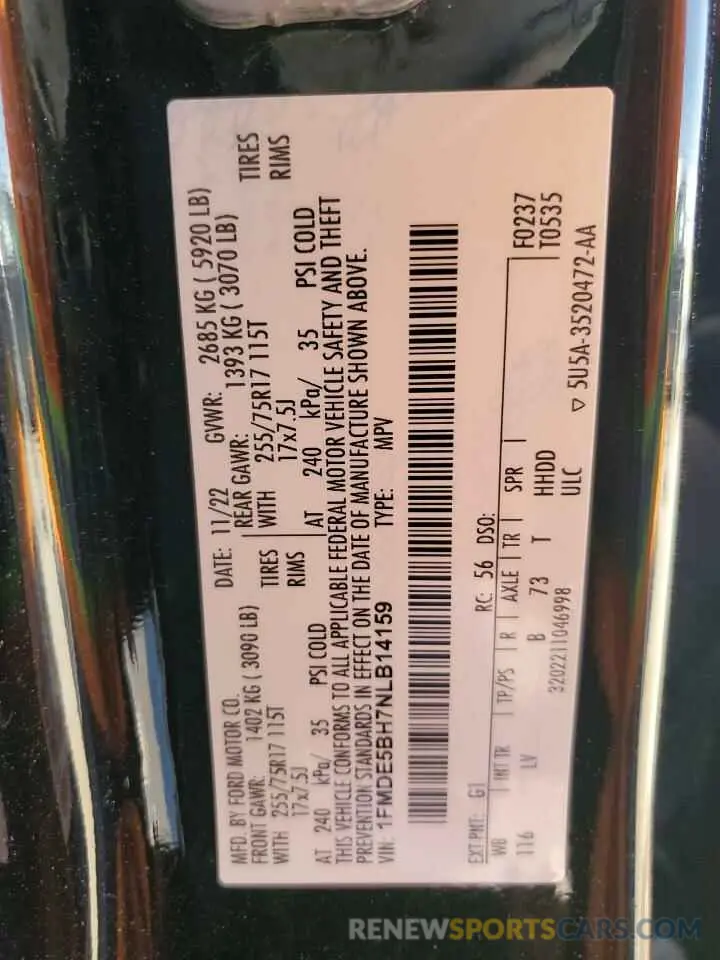 MFD. BY FORD MOTOR CO.
DATE: 11/22 GVWR: 2685 KG ( 5920 LB)
FRONT GAWR: 1402 KG ( 3090 LB)
REAR GAWR: 1393 KG ( 3070 LB)
WITH 255/75R17 115T TIRES
WITH 255/75R17 115T TIRES
17x7.5J RIMS
17x7.5J RIMS
AT 240 kPa/ 35 PSI COLD
AT 240 kPa/ 35 PSI COLD
THIS VEHICLE CONFORMS TO ALL APPLICABLE FEDERAL MOTOR VEHICLE SAFETY AND THEFT
PREVENTION STANDARDS IN EFFECT ON THE DATE OF MANUFACTURE SHOWN ABOVE.
VIN: 1FMDE5BH7NLB14159 TYPE: MPV
EXT PNT: G1 RC: 56 DSO:
F0237
WB INT TR TP/PS R AXLE TR SPR
T0535
116 LV B 73 T HHDD
ULC
3202211046998
▽ 5U5A-3520472-AA
RENEWSPORTSCARS.COM